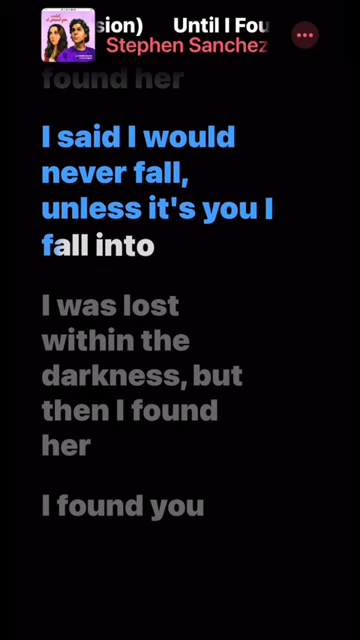 sion) Until I Fou
Stephen Sanchez
found her
I said I would
never fall,
unless it's you I
fall into
I was lost
within the
darkness, but
then I found
her
I found you